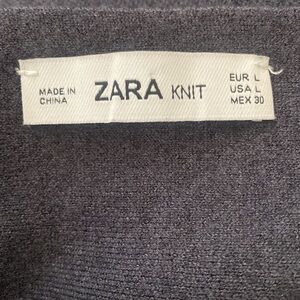 MADE IN
CHINA
ZARA KNIT
EUR L
USA L
MEX 30